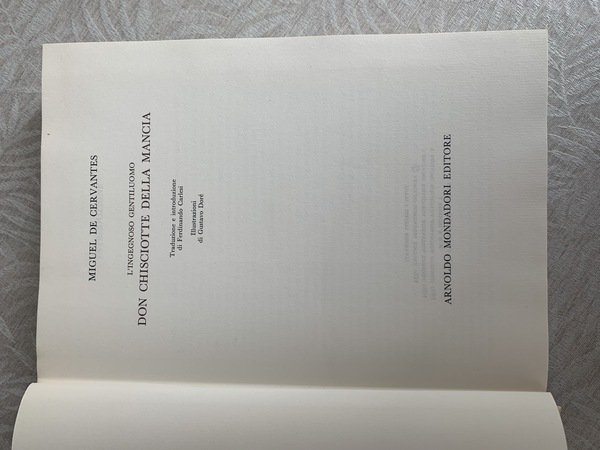 MIGUEL DE CERVANTES
L'INGEGNOSO GENTILUOMO
DON CHISCIOTTE DELLA MANCIA
Traduzione e introduzione
di Ferdinando Carlesi
Illustrazioni
di Gustavo Doré
ARNOLDO MONDADORI EDITORE